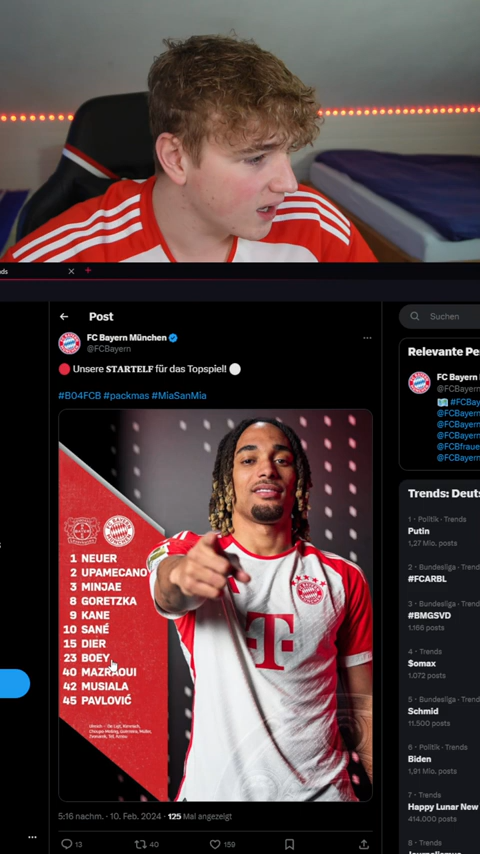 ds
Post
FC Bayern München
@FCBayern
Unsere STARTELF für das Topspiel!
#B04FCB #packmas #MiaSanMia
1 NEUER
2 UPAMECANO
3 MINJAE
8 GORETZKA
9 KANE
10 SANÉ
15 DIER
23 BOEY
40 MAZRAOUI
42 MUSIALA
45 PAVLOVIĆ
T
5:16 nachm. · 10. Feb. 2024 · 125 Mal angezeigt
13
40
159
Suchen
Relevante Pe
FC Bayern
@FCBayern
#FCBay
@FCBayern
@FCBayern
@FCBayern
@FCBfraue
@FCBayern
Trends: Deuts
1 · Politik · Trends
Putin
1,27 Mio. posts
2 · Bundesliga · Trends
#FCARBL
3 · Bundesliga · Trends
#BMGSVD
1.166 posts
4 · Trends
Somax
1.072 posts
5 · Bundesliga · Trends
Schmid
11.500 posts
6 · Politik · Trends
Biden
1,91 Mio. posts
7 · Trends
Happy Lunar New
414.000 posts
8 · Trends